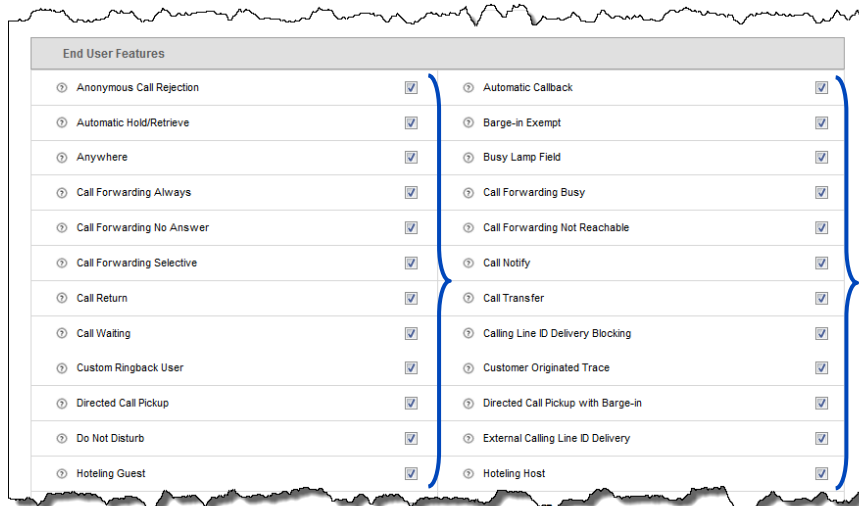 End User Features
Anonymous Call Rejection Automatic Callback
Automatic Hold/Retrieve Barge-in Exempt
Anywhere Busy Lamp Field
Call Forwarding Always Call Forwarding Busy
Call Forwarding No Answer Call Forwarding Not Reachable
Call Forwarding Selective Call Notify
Call Return Call Transfer
Call Waiting Calling Line ID Delivery Blocking
Custom Ringback User Customer Originated Trace
Directed Call Pickup Directed Call Pickup with Barge-in
Do Not Disturb External Calling Line ID Delivery
Hoteling Guest Hoteling Host